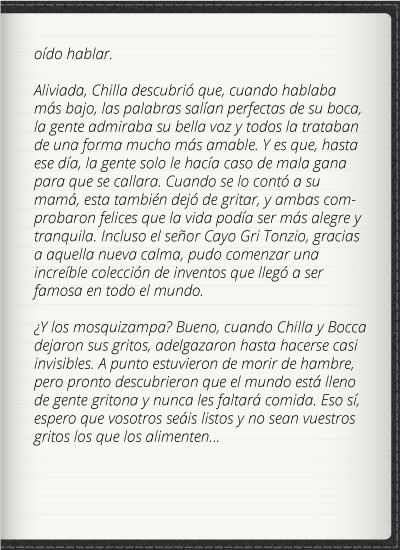 oído hablar.
Aliviada, Chilla descubrió que, cuando hablaba
más bajo, las palabras salían perfectas de su boca,
la gente admiraba su bella voz y todos la trataban
de una forma mucho más amable. Y es que, hasta
ese día, la gente solo le hacía caso de mala gana
para que se callara. Cuando se lo contó a su
mamá, esta también dejó de gritar, y ambas com-
probaron felices que la vida podía ser más alegre y
tranquila. Incluso el señor Cayo Gri Tonzio, gracias
a aquella nueva calma, pudo comenzar una
increíble colección de inventos que llegó a ser
famosa en todo el mundo.
¿Y los mosquizampa? Bueno, cuando Chilla y Bocca
dejaron sus gritos, adelgazaron hasta hacerse casi
invisibles. A punto estuvieron de morir de hambre,
pero pronto descubrieron que el mundo está lleno
de gente gritona y nunca les faltará comida. Eso sí,
espero que vosotros seáis listos y no sean vuestros
gritos los que los alimenten...